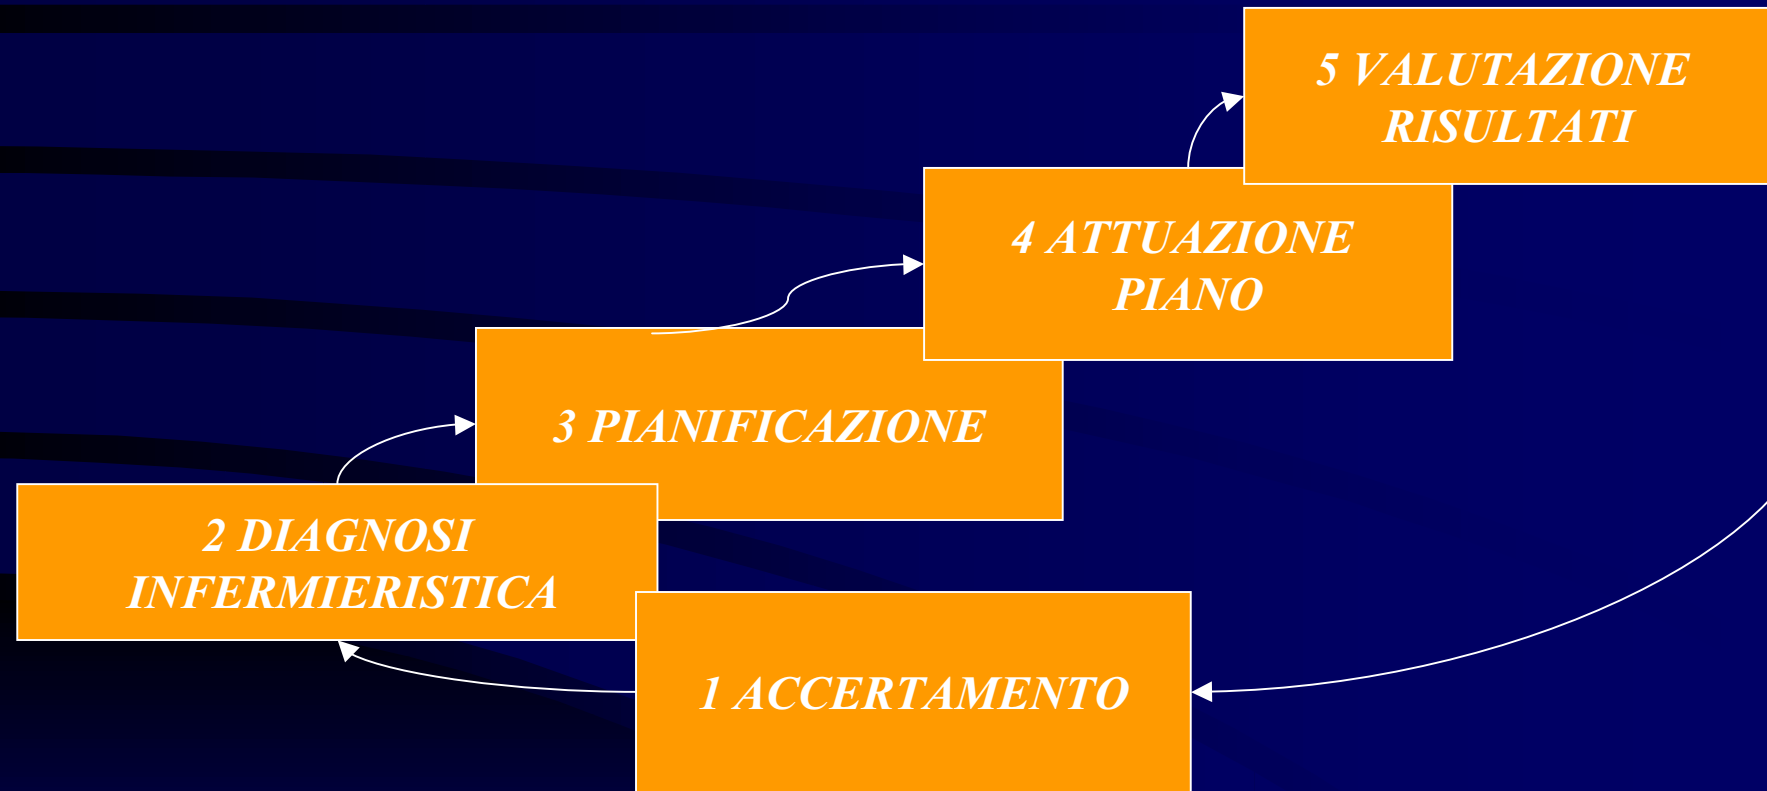 5 VALUTAZIONE
RISULTATI
4 ATTUAZIONE
PIANO
3 PIANIFICAZIONE
2 DIAGNOSI
INFERMIERISTICA
1 ACCERTAMENTO